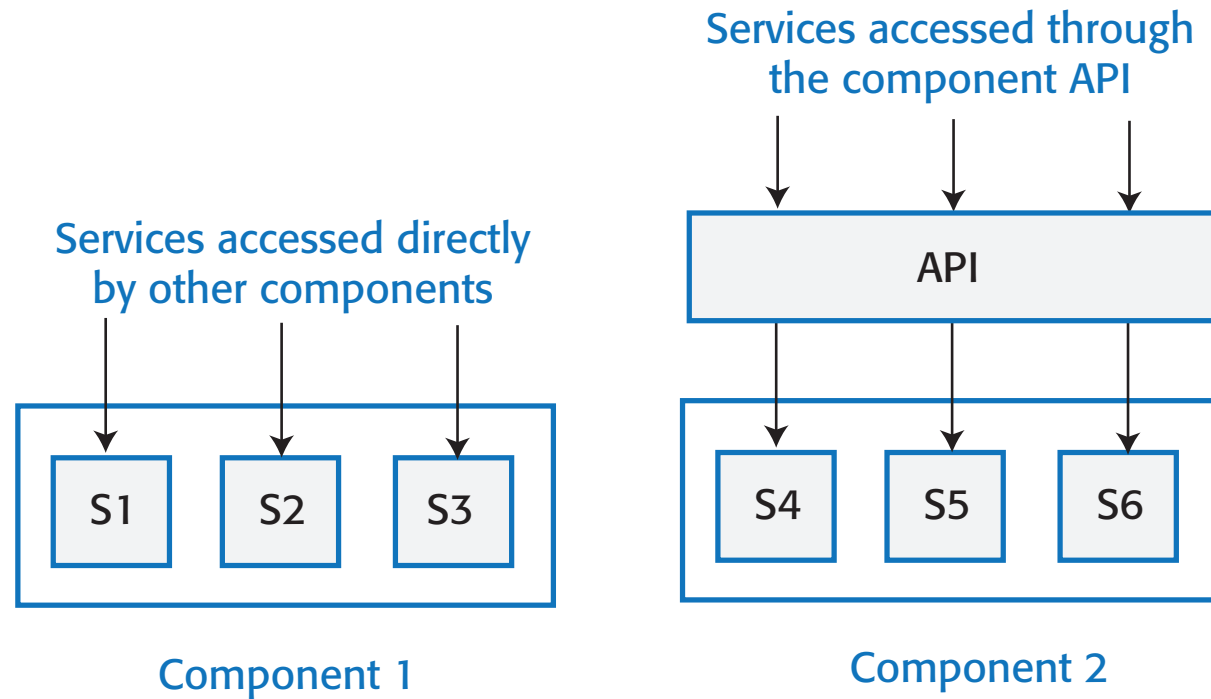 Services accessed directly
by other components
S1
S2
S3
Component 1
Services accessed through
the component API
API
S4
S5
S6
Component 2